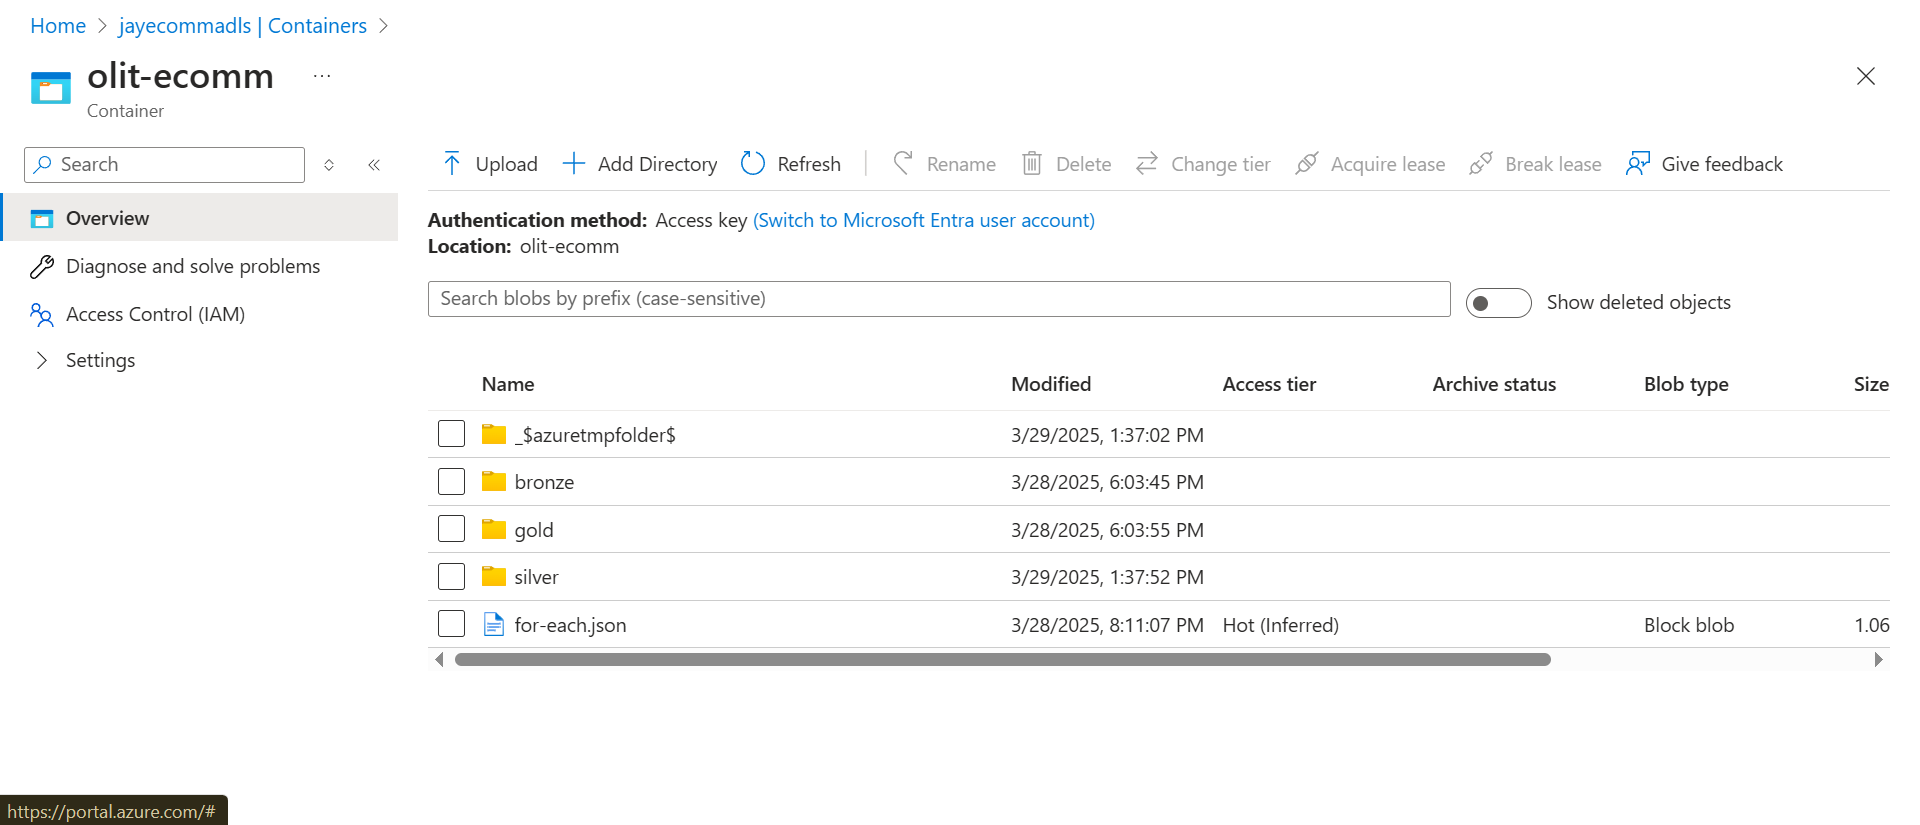 Home > jayecommadls | Containers >
olit-ecomm ...
Container
Search
Overview
Diagnose and solve problems
Access Control (IAM)
Settings
Upload Add Directory Refresh Rename Delete Change tier Acquire lease Break lease Give feedback
Authentication method: Access key (Switch to Microsoft Entra user account)
Location: olit-ecomm
Search blobs by prefix (case-sensitive)
Show deleted objects
Name Modified Access tier Archive status Blob type Size
_$azuretmpfolder$ 3/29/2025, 1:37:02 PM
bronze 3/28/2025, 6:03:45 PM
gold 3/28/2025, 6:03:55 PM
silver 3/29/2025, 1:37:52 PM
for-each.json 3/28/2025, 8:11:07 PM Hot (Inferred) Block blob 1.06
https://portal.azure.com/#